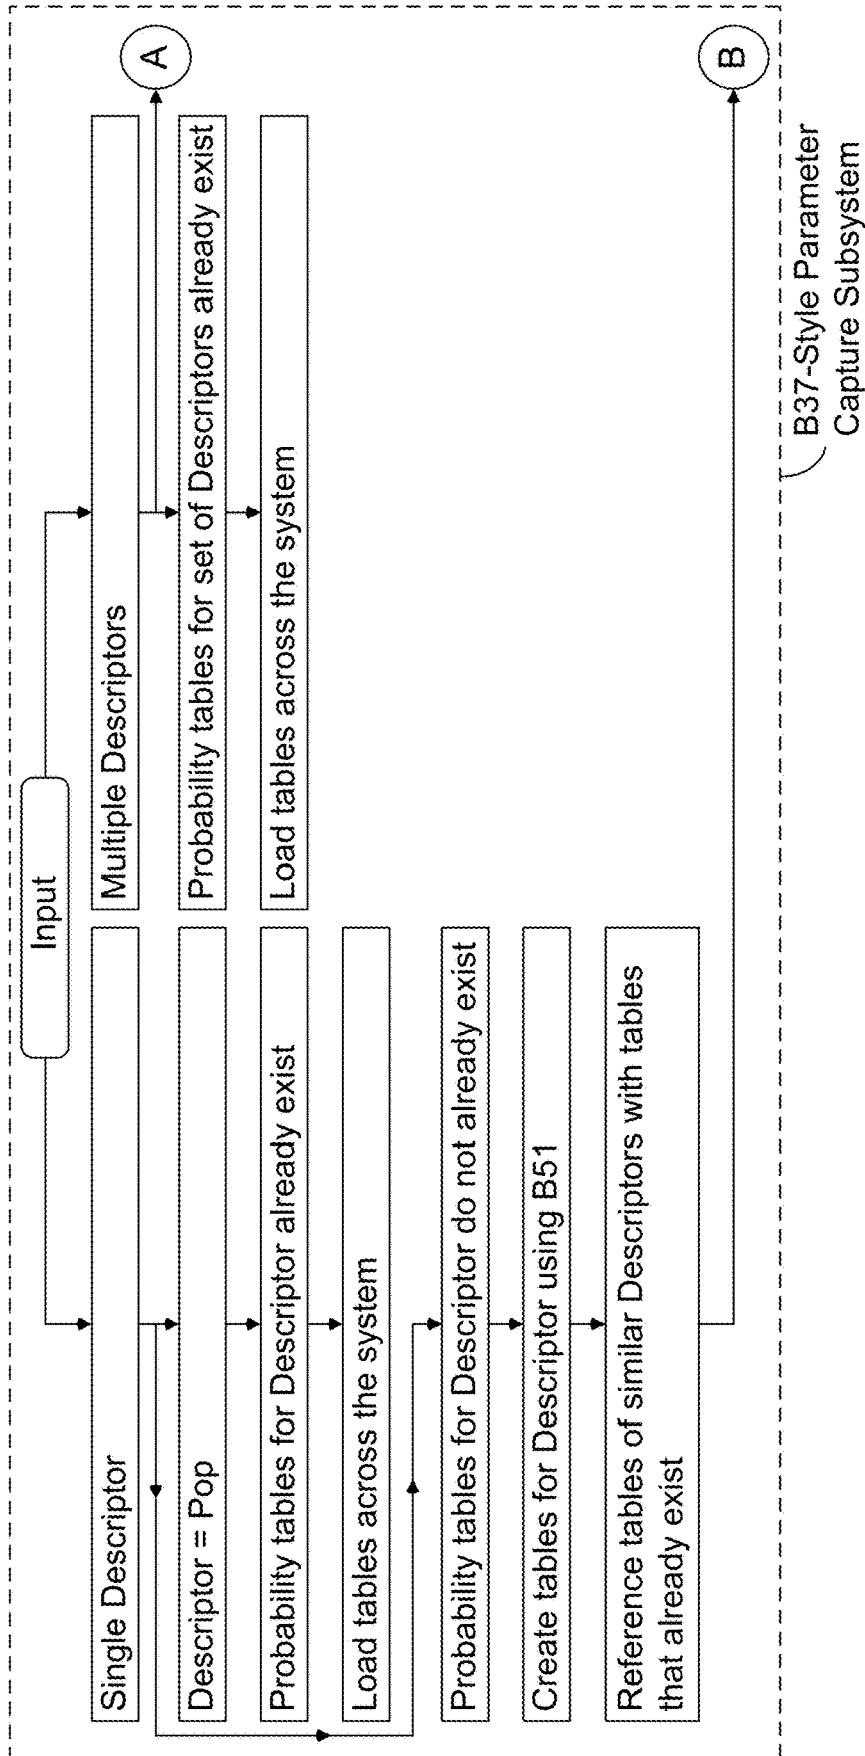 Input
Single Descriptor
Descriptor = Pop
Probability tables for Descriptor already exist
Load tables across the system
Probability tables for Descriptor do not already exist
Create tables for Descriptor using B51
Reference tables of similar Descriptors with tables
that already exist
Multiple Descriptors
Probability tables for set of Descriptors already exist
Load tables across the system
A
B
B37-Style Parameter
Capture Subsystem